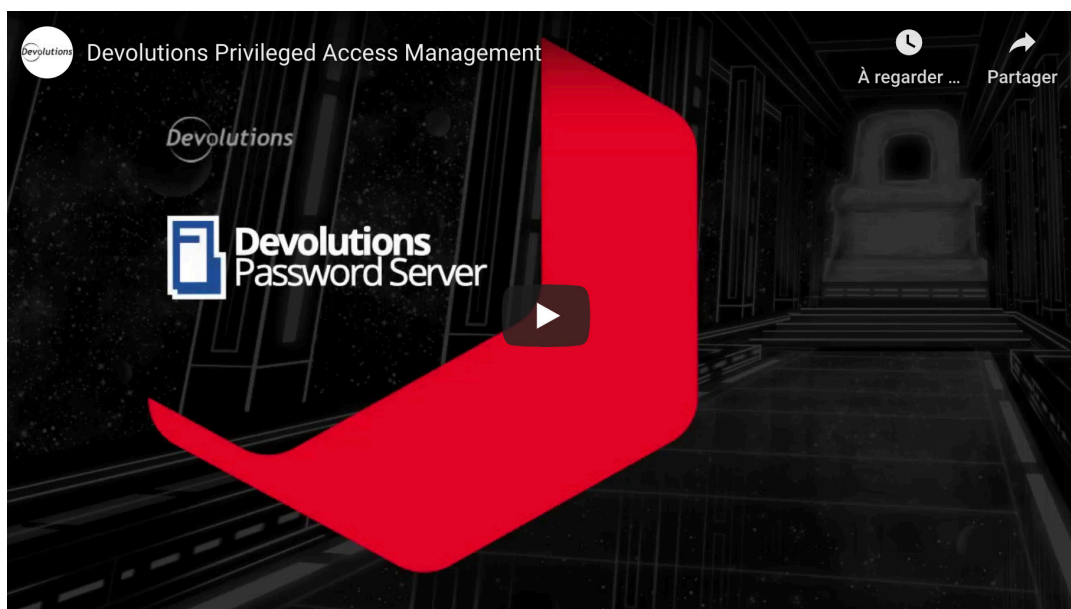 Devolutions
Devolutions Privileged Access Management
À regarder ...
Partager
Devolutions
Devolutions
Password Server